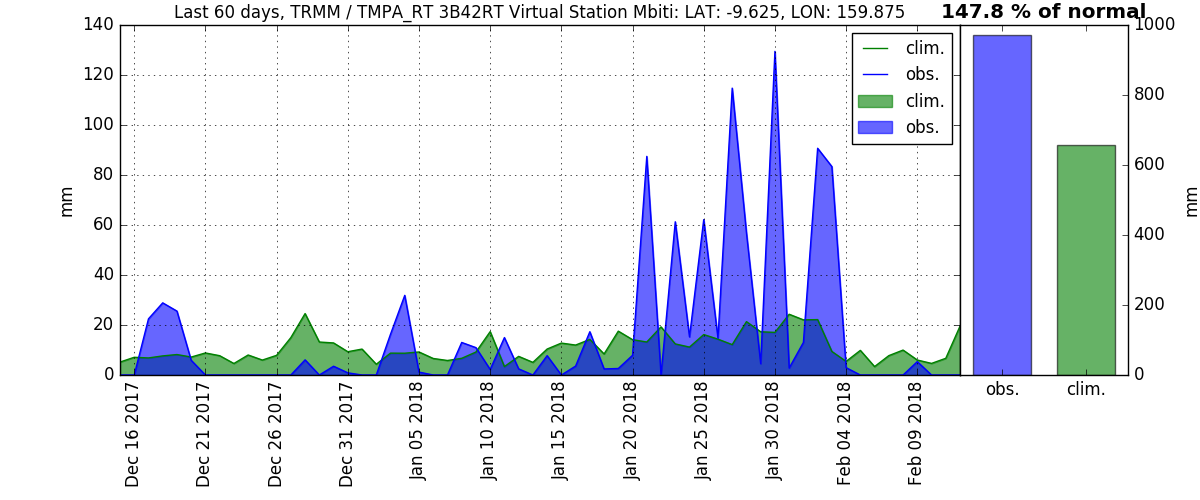 Last 60 days, TRMM / TMPA_RT 3B42RT Virtual Station Mbiti: LAT: -9.625, LON: 159.875
147.8 % of normal
140
120
100
80
60
40
20
0
mm
clim.
obs.
clim.
obs.
1000
800
600
400
200
0
mm
Dec 16 2017
Dec 21 2017
Dec 26 2017
Dec 31 2017
Jan 05 2018
Jan 10 2018
Jan 15 2018
Jan 20 2018
Jan 25 2018
Jan 30 2018
Feb 04 2018
Feb 09 2018
obs.
clim.